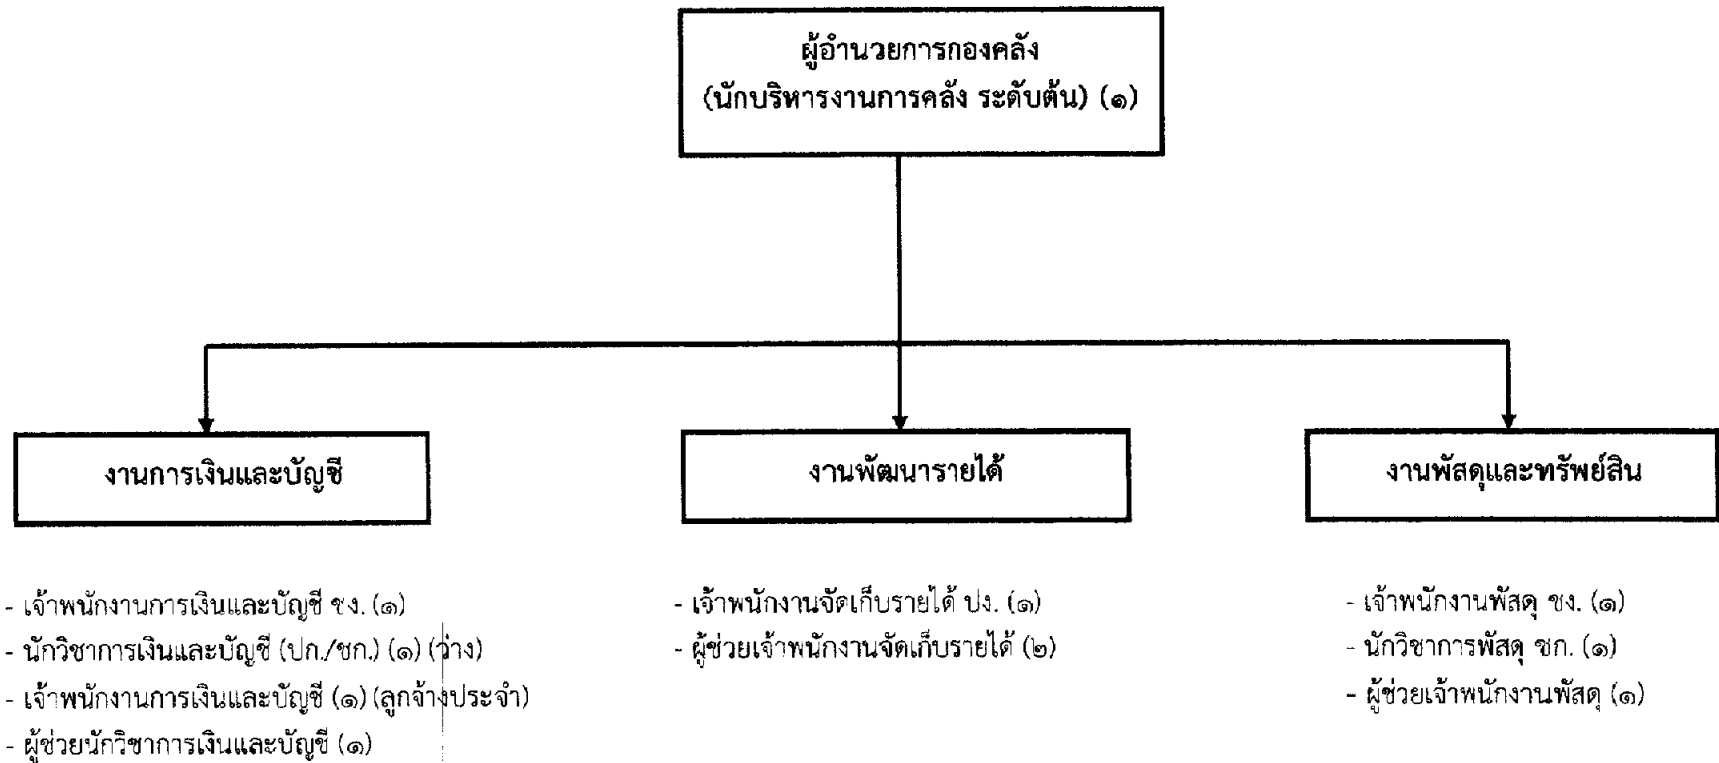 ผู้อำนวยการกองคลัง
(นักบริหารงานการคลัง ระดับต้น) (๑)
งานการเงินและบัญชี
- เจ้าพนักงานการเงินและบัญชี ชง. (๑)
- นักวิชาการเงินและบัญชี (ปก./ชก.) (๑) (ว่าง)
- เจ้าพนักงานการเงินและบัญชี (๑) (ลูกจ้างประจำ)
- ผู้ช่วยนักวิชาการเงินและบัญชี (๑)
งานพัฒนารายได้
- เจ้าพนักงานจัดเก็บรายได้ ปง. (๑)
- ผู้ช่วยเจ้าพนักงานจัดเก็บรายได้ (๒)
งานพัสดุและทรัพย์สิน
- เจ้าพนักงานพัสดุ ชง. (๑)
- นักวิชาการพัสดุ ชก. (๑)
- ผู้ช่วยเจ้าพนักงานพัสดุ (๑)